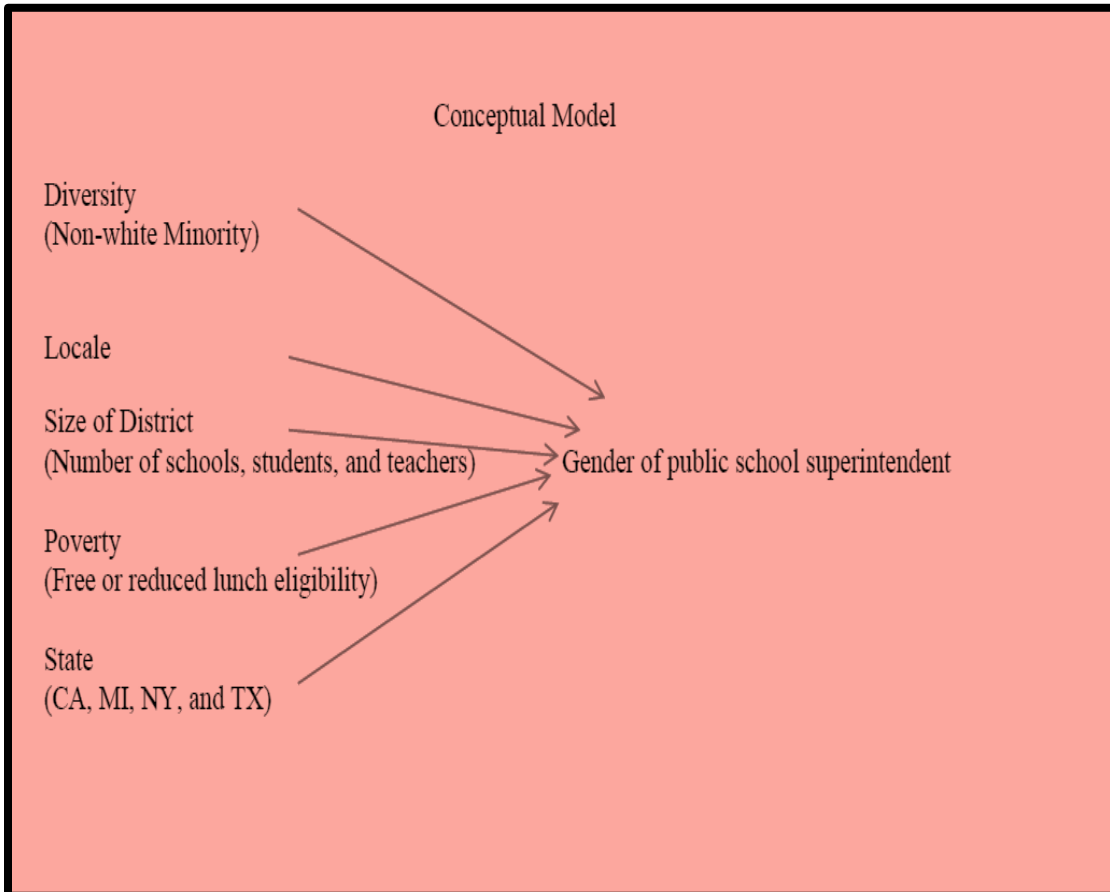 Conceptual Model
Diversity
(Non-white Minority)
Locale
Size of District
(Number of schools, students, and teachers)
Gender of public school superintendent
Poverty
(Free or reduced lunch eligibility)
State
(CA, MI, NY, and TX)